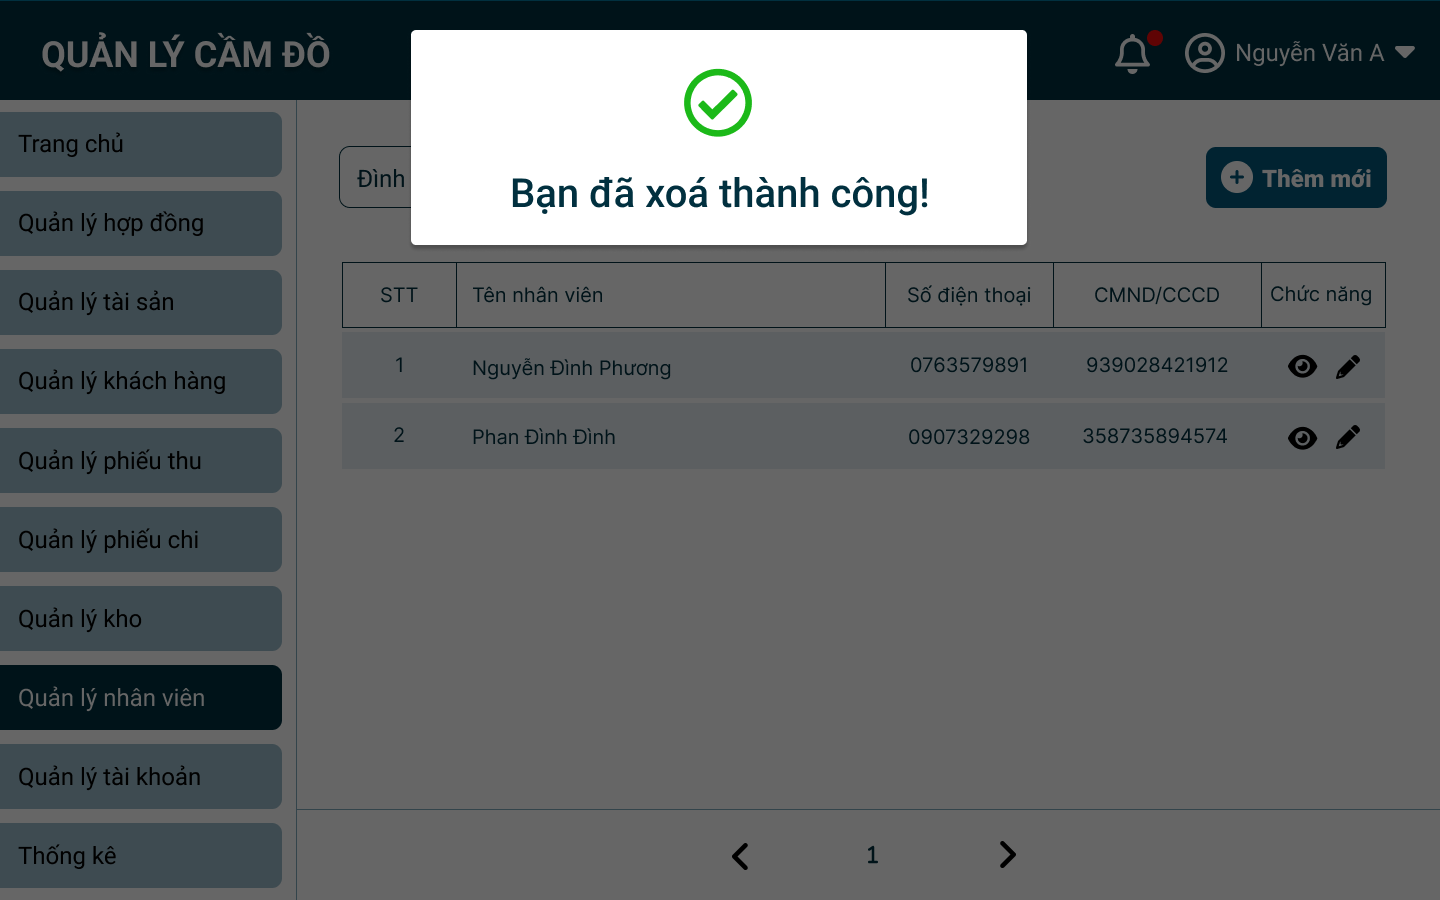 QUẢN LÝ CẦM ĐỒ
Nguyễn Văn A
Bạn đã xoá thành công!
Trang chủ
Quản lý hợp đồng
Quản lý tài sản
Quản lý khách hàng
Quản lý phiếu thu
Quản lý phiếu chi
Quản lý kho
Quản lý nhân viên
Quản lý tài khoản
Thống kê
Đình
Thêm mới
STT Tên nhân viên Số điện thoại CMND/CCCD Chức năng
1 Nguyễn Đình Phương 0763579891 939028421912
2 Phan Đình Đình 0907329298 358735894574
1